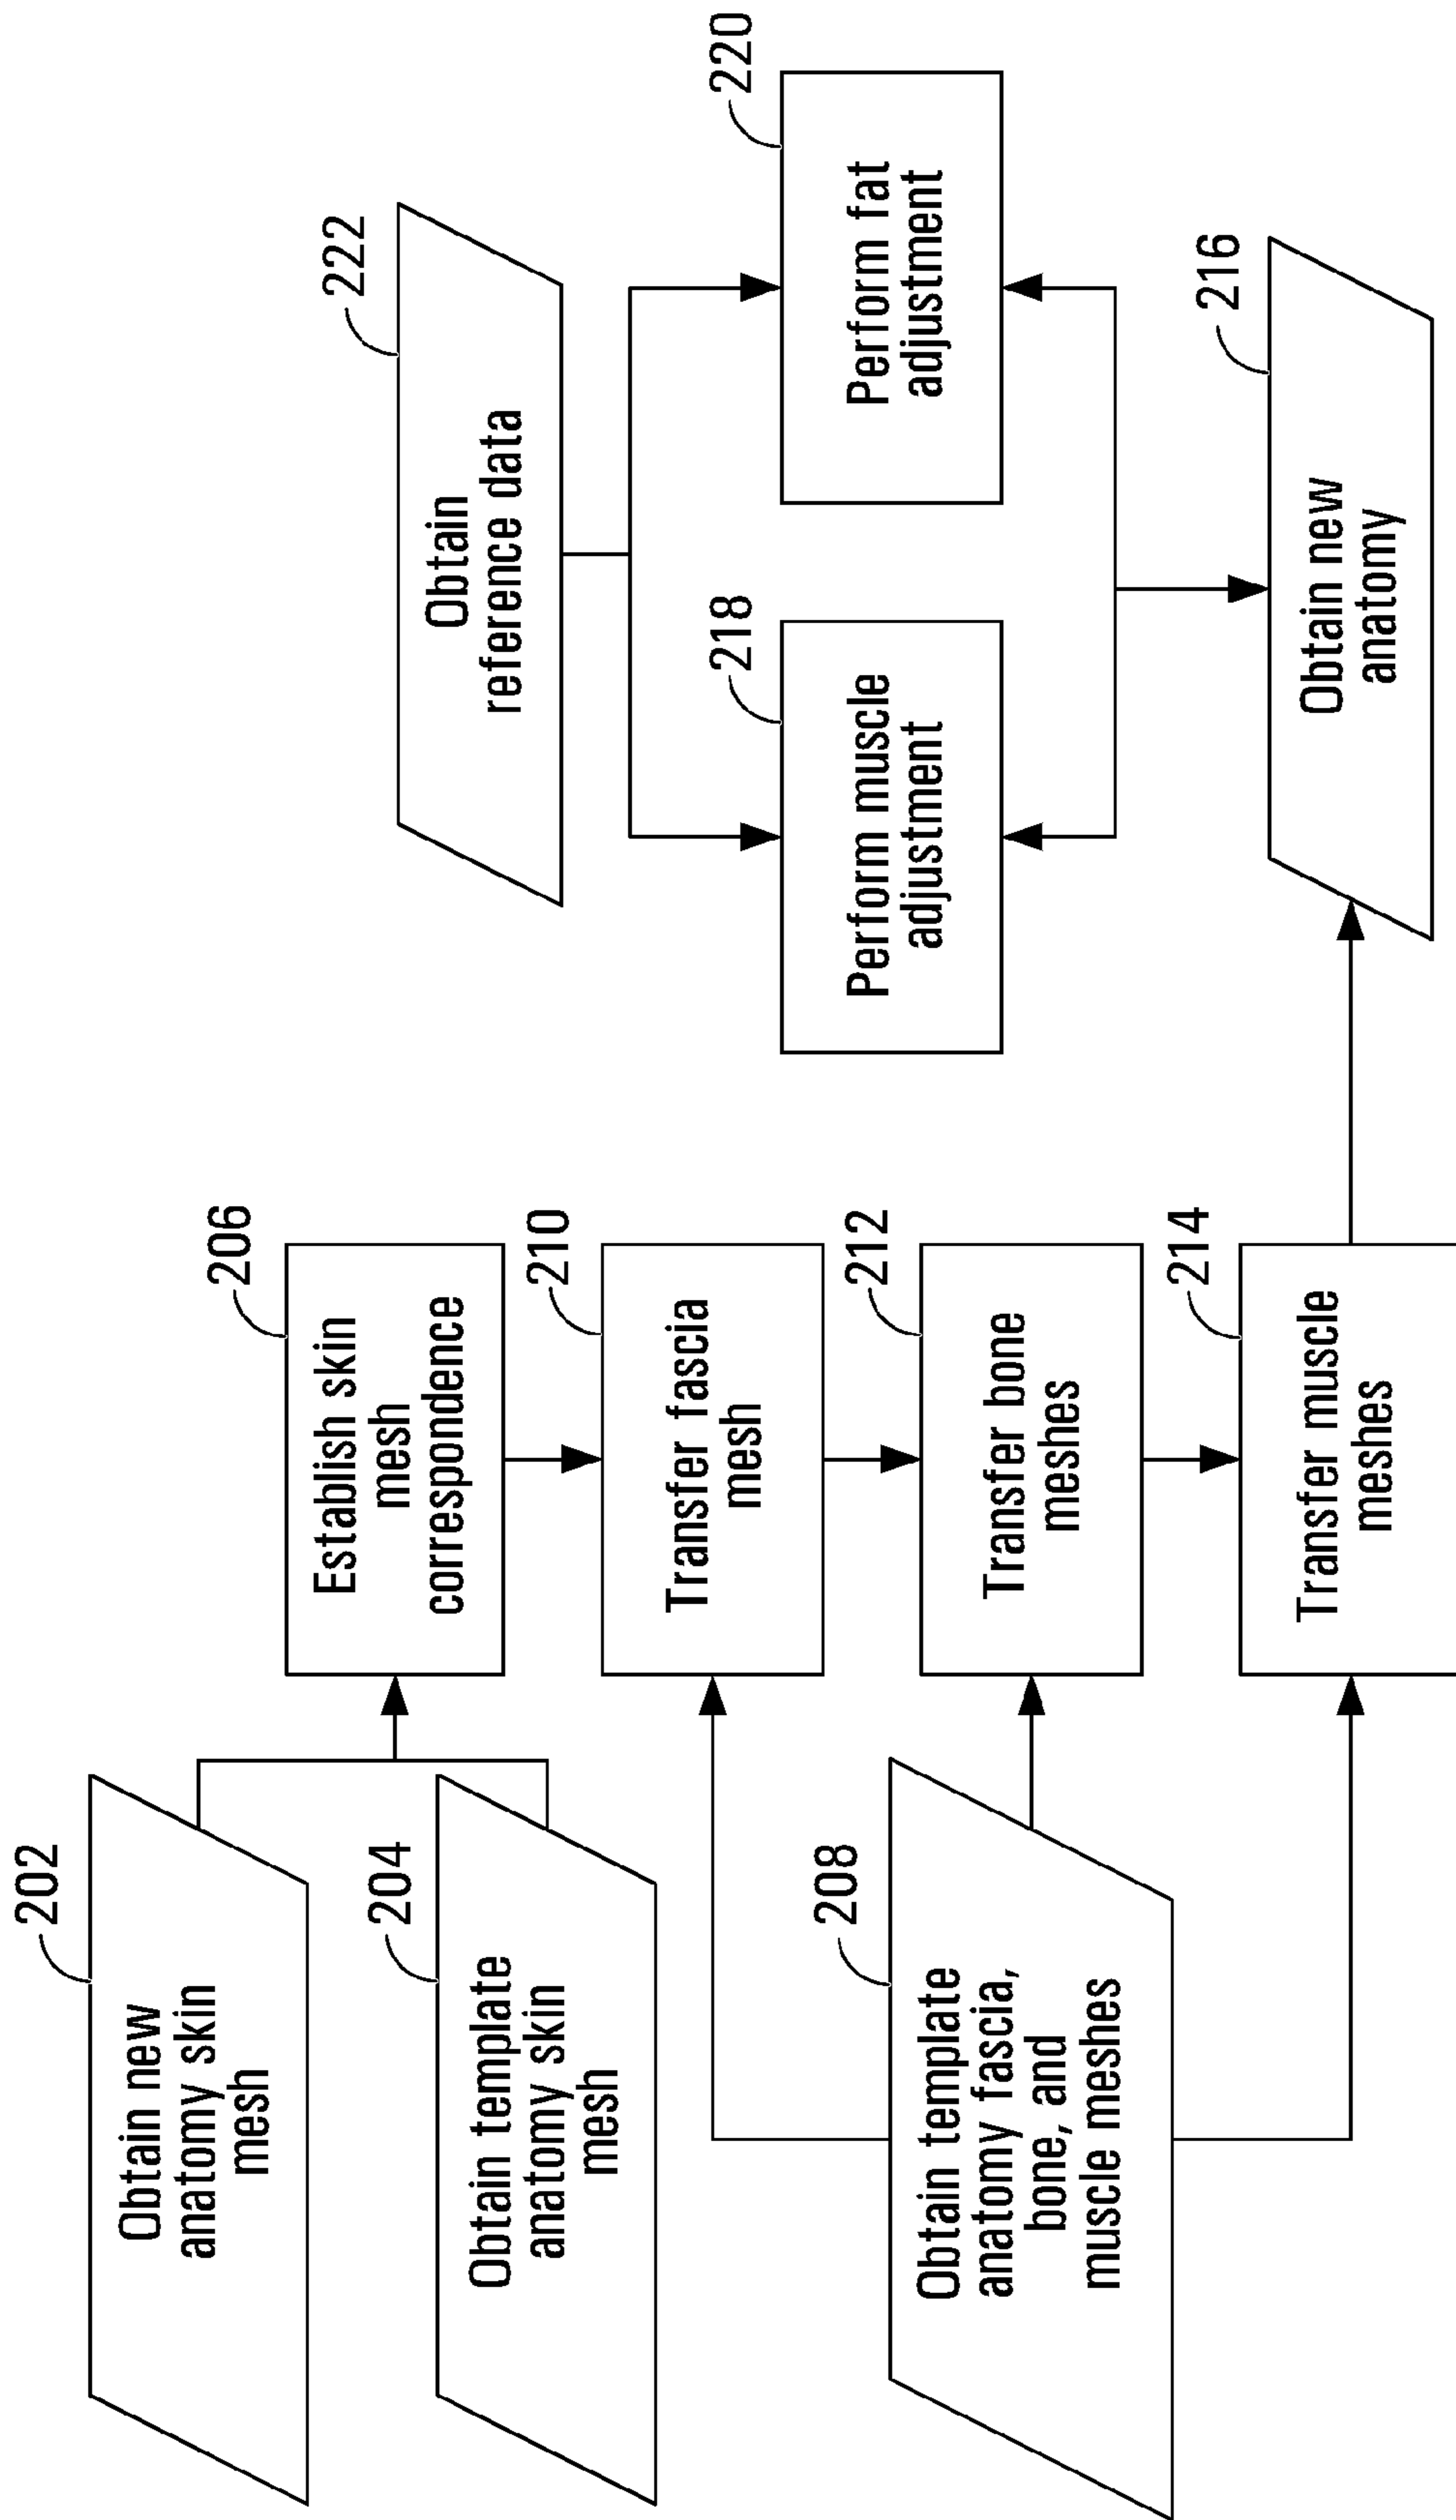 202
Obtain new
anatomy skin
mesh
204
Obtain template
anatomy skin
mesh
206
Establish skin
mesh
correspondence
208
Obtain template
anatomy fascia,
bone, and
muscle meshes
210
Transfer fascia
mesh
212
Transfer bone
meshes
214
Transfer muscle
meshes
222
Obtain
reference data
218
Perform muscle
adjustment
220
Perform fat
adjustment
216
Obtain new
anatomy